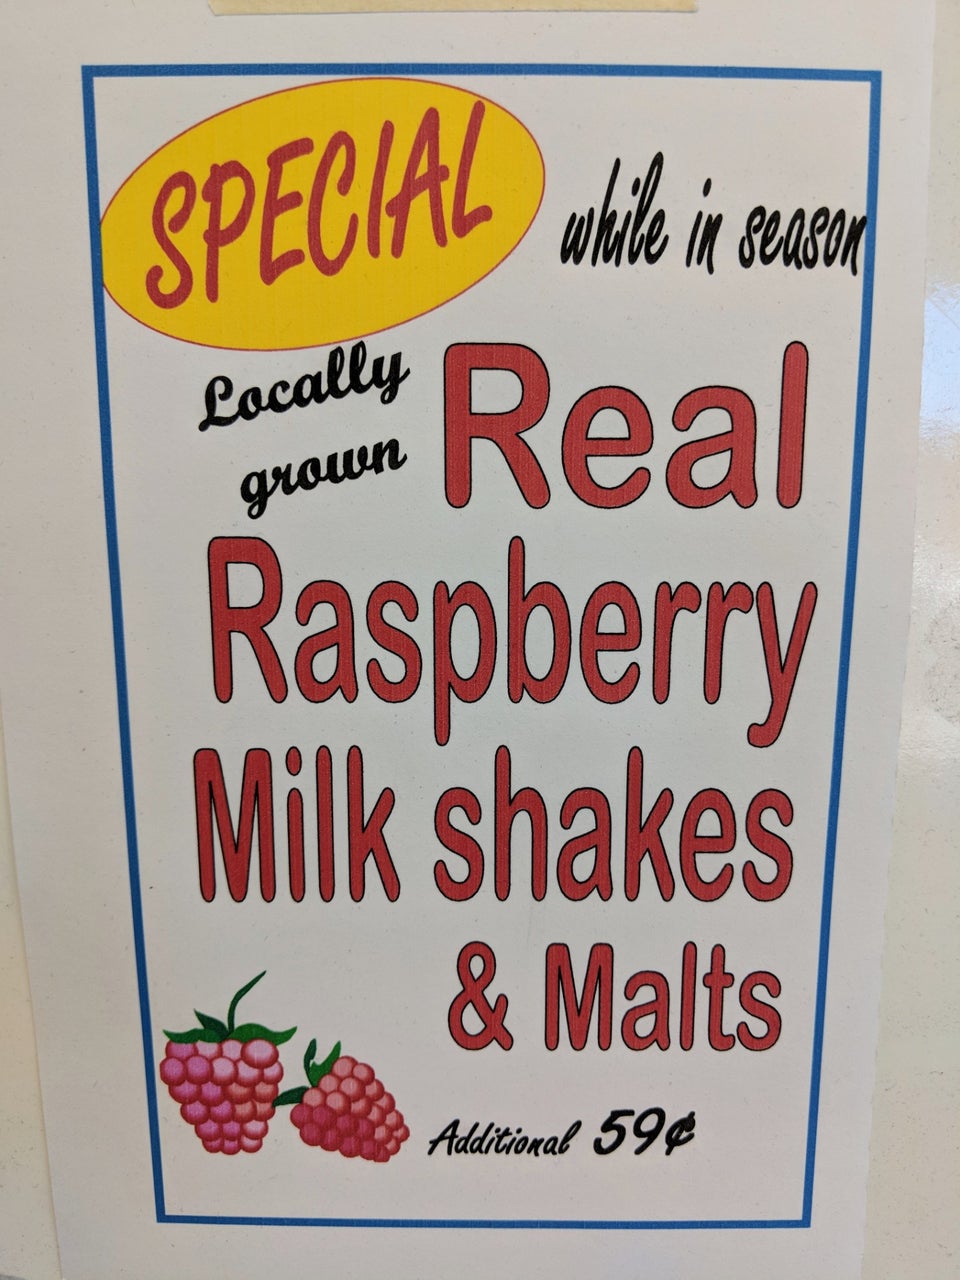 SPECIAL
while in season
Locally
grown
Real
Raspberry
Milk shakes
& Malts
Additional 59¢